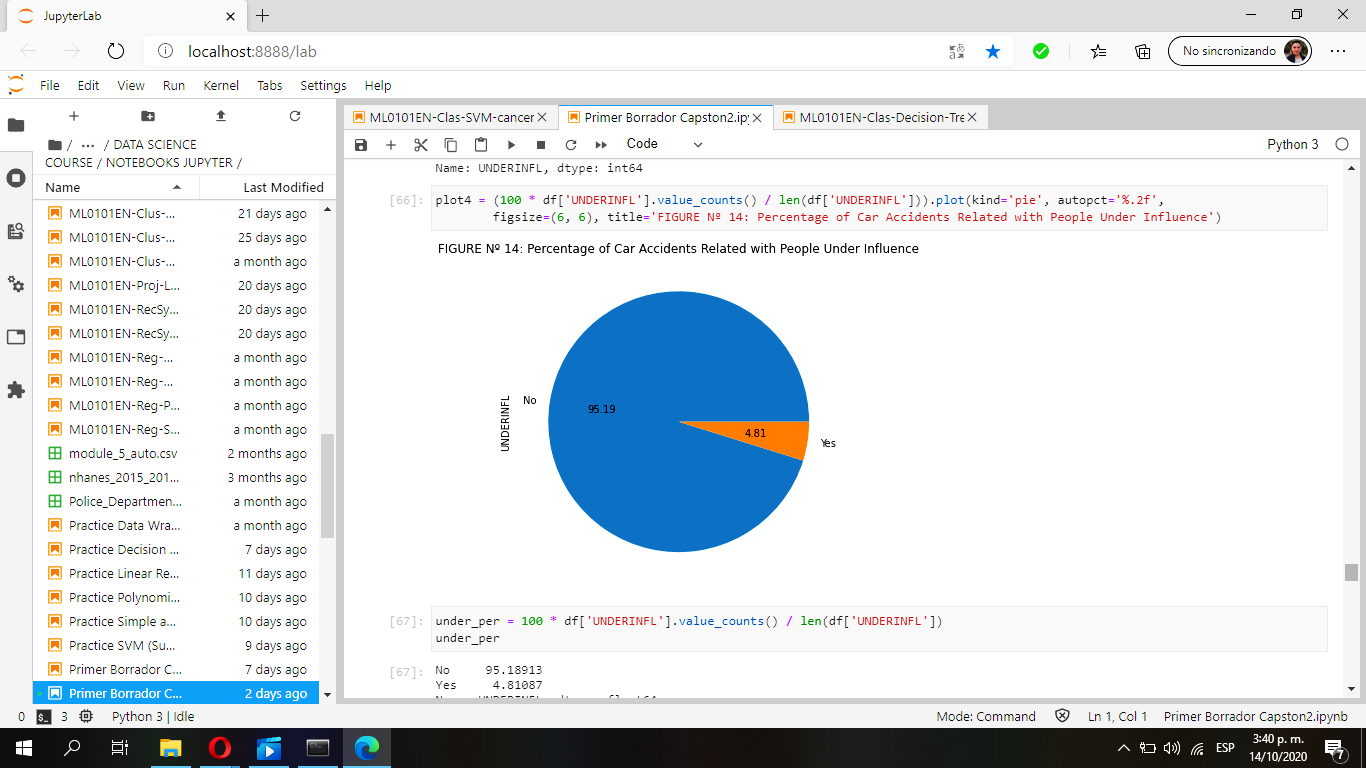 JupyterLab
localhost:8888/lab
No sincronizando
File Edit View Run Kernel Tabs Settings Help
/ ··· / DATA SCIENCE
COURSE / NOTEBOOKS JUPYTER /
Name Last Modified
ML0101EN-Clus-... 21 days ago
ML0101EN-Clus-... 25 days ago
ML0101EN-Clus-... a month ago
ML0101EN-Proj-L... 20 days ago
ML0101EN-RecSy... 20 days ago
ML0101EN-RecSy... 20 days ago
ML0101EN-Reg-... a month ago
ML0101EN-Reg-... a month ago
ML0101EN-Reg-P... a month ago
ML0101EN-Reg-S... a month ago
module_5_auto.csv 2 months ago
nhanes_2015_201... 3 months ago
Police_Departmen... a month ago
Practice Data Wra... a month ago
Practice Decision ... 7 days ago
Practice Linear Re... 11 days ago
Practice Polynomi... 10 days ago
Practice Simple a... 10 days ago
Practice SVM (Su... 9 days ago
Primer Borrador C... 7 days ago
Primer Borrador C... 2 days ago
ML0101EN-Clas-SVM-cancer
Primer Borrador Capston2.ipy
ML0101EN-Clas-Decision-Tre
Code
Python 3
Name: UNDERINFL, dtype: int64
[66]: plot4 = (100 * df['UNDERINFL'].value_counts() / len(df['UNDERINFL'])).plot(kind='pie', autopct='%.2f',
figsize=(6, 6), title='FIGURE Nº 14: Percentage of Car Accidents Related with People Under Influence')
FIGURE Nº 14: Percentage of Car Accidents Related with People Under Influence
No
95.19
UNDERINFL
4.81
Yes
[67]: under_per = 100 * df['UNDERINFL'].value_counts() / len(df['UNDERINFL'])
under_per
[67]: No 95.18913
Yes 4.81087
Name: UNDERINFL, dtype: float64
0 3 Python 3 | Idle Mode: Command Ln 1, Col 1 Primer Borrador Capston2.ipynb
ESP
3:40 p. m.
14/10/2020
7